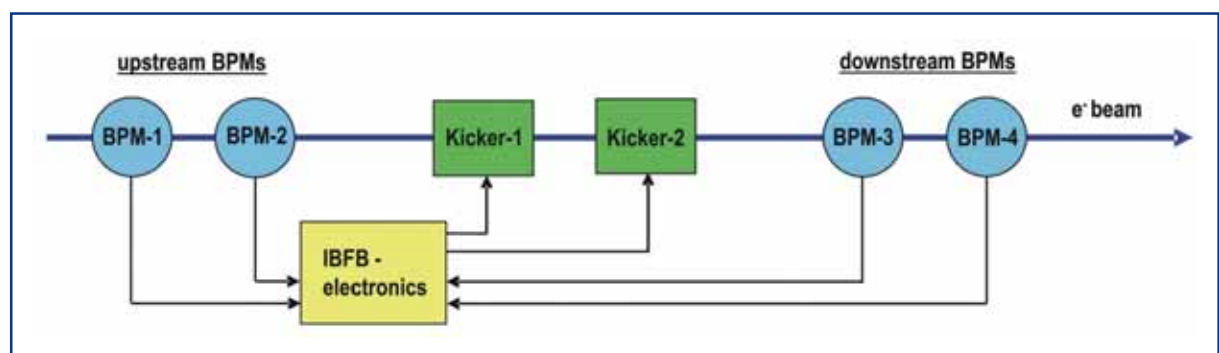 upstream BPMs
downstream BPMs
e⁻ beam
BPM-1
BPM-2
Kicker-1
Kicker-2
BPM-3
BPM-4
IBFB -
electronics